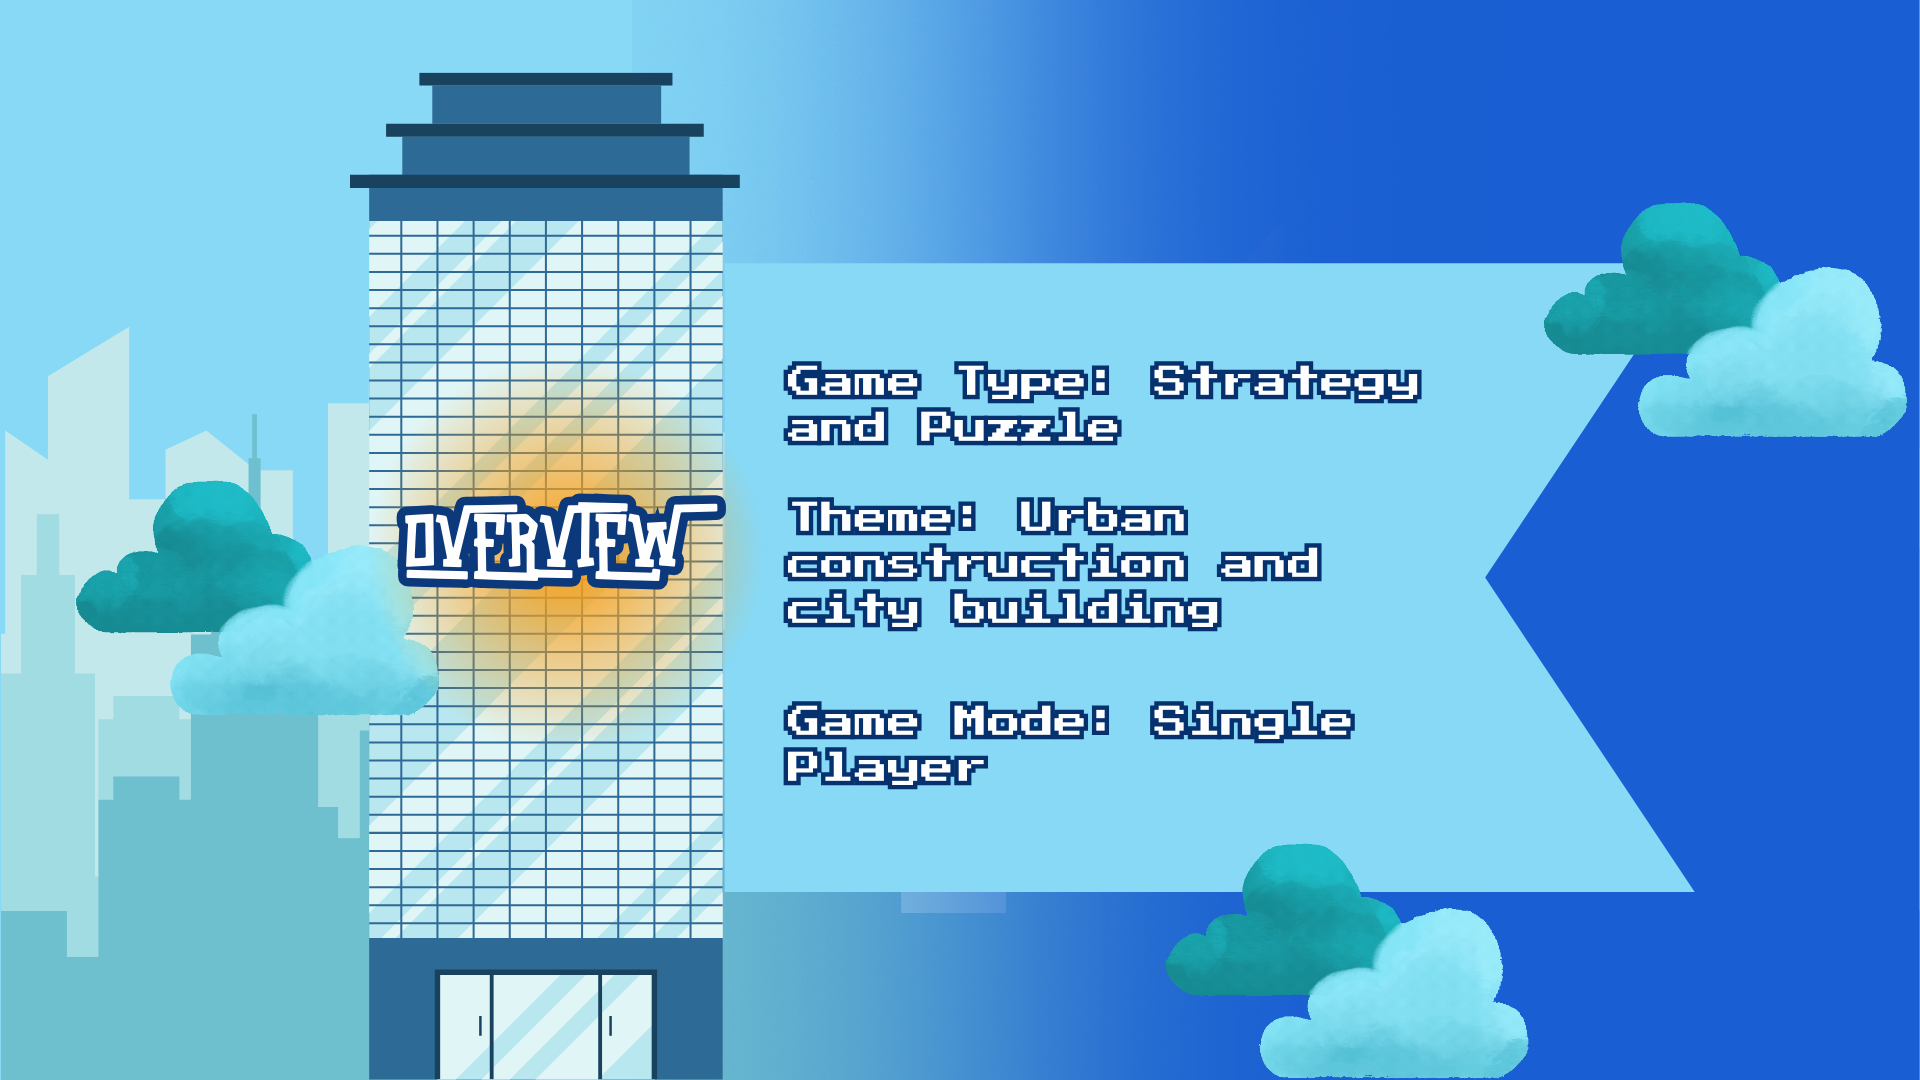 OVERVIEW
Game Type: Strategy
and Puzzle
Theme: Urban
construction and
city building
Game Mode: Single
Player